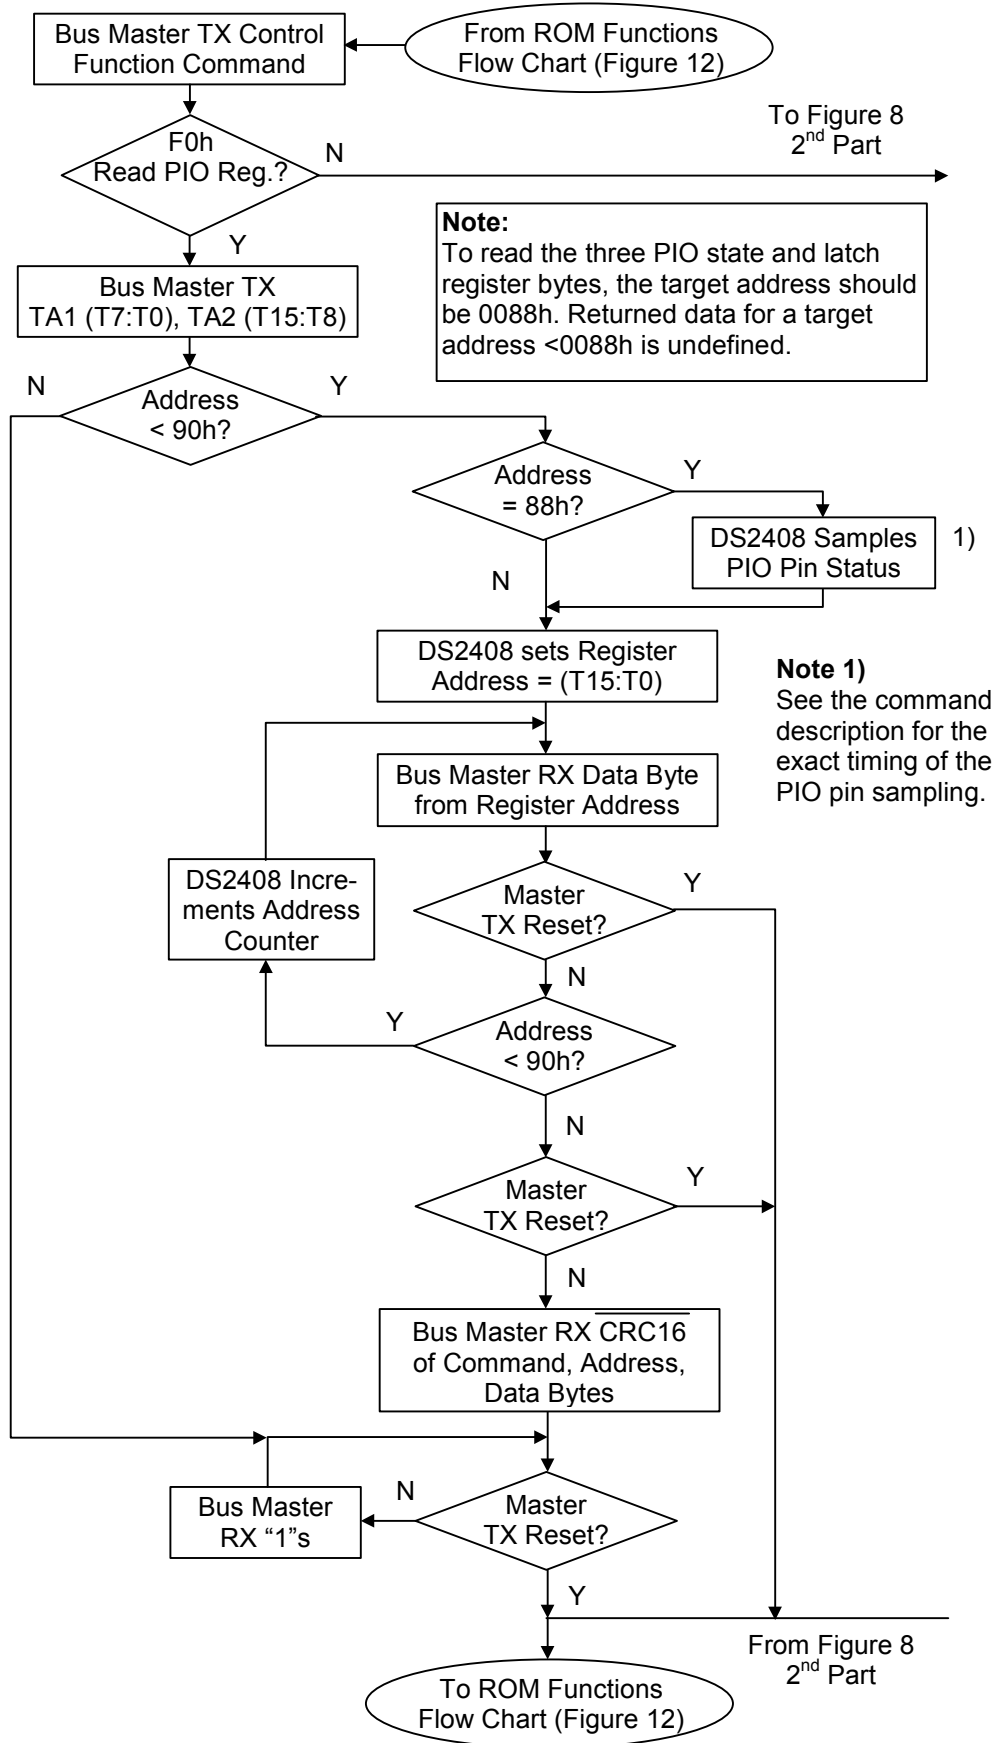 Bus Master TX Control
Function Command
From ROM Functions
Flow Chart (Figure 12)
To Figure 8
2nd Part
F0h
Read PIO Reg.?
N
Y
Note:
To read the three PIO state and latch
register bytes, the target address should
be 0088h. Returned data for a target
address <0088h is undefined.
Bus Master TX
TA1 (T7:T0), TA2 (T15:T8)
N
Y
Address
< 90h?
Address
= 88h?
Y
N
DS2408 Samples
PIO Pin Status
1)
DS2408 sets Register
Address = (T15:T0)
Note 1)
See the command
description for the
exact timing of the
PIO pin sampling.
Bus Master RX Data Byte
from Register Address
DS2408 Incre-
ments Address
Counter
Master
TX Reset?
Y
N
Y
Address
< 90h?
N
Master
TX Reset?
Y
N
Bus Master RX CRC16
of Command, Address,
Data Bytes
Bus Master
RX “1”s
N
Master
TX Reset?
Y
From Figure 8
2nd Part
To ROM Functions
Flow Chart (Figure 12)